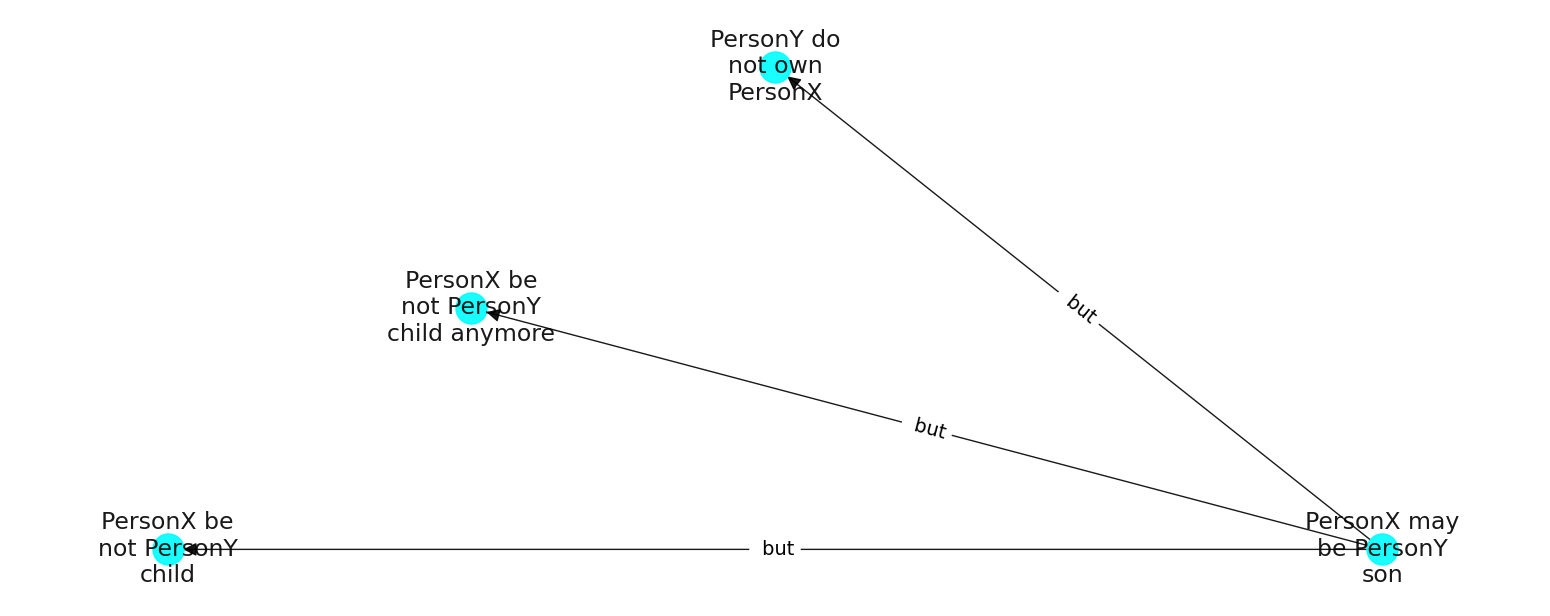 PersonY do
not own
PersonX
PersonX be
not PersonY
child anymore
but
but
PersonX be
not PersonY
child
but
PersonX may
be PersonY
son